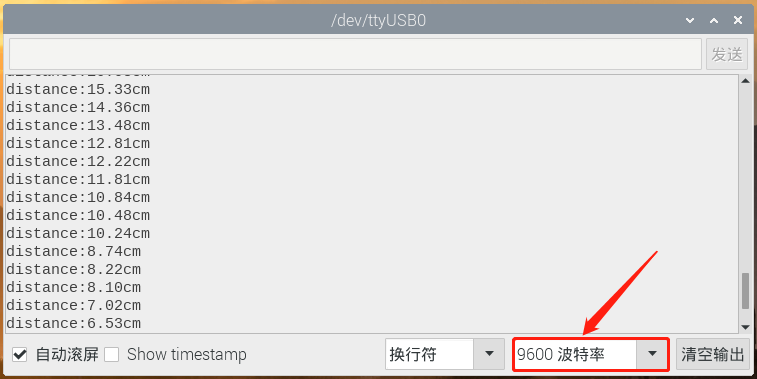 /dev/ttyUSB0
发送
distance:15.33cm
distance:14.36cm
distance:13.48cm
distance:12.81cm
distance:12.22cm
distance:11.81cm
distance:10.84cm
distance:10.48cm
distance:10.24cm
distance:8.74cm
distance:8.22cm
distance:8.10cm
distance:7.02cm
distance:6.53cm
自动滚屏 Show timestamp 换行符 9600 波特率 清空输出